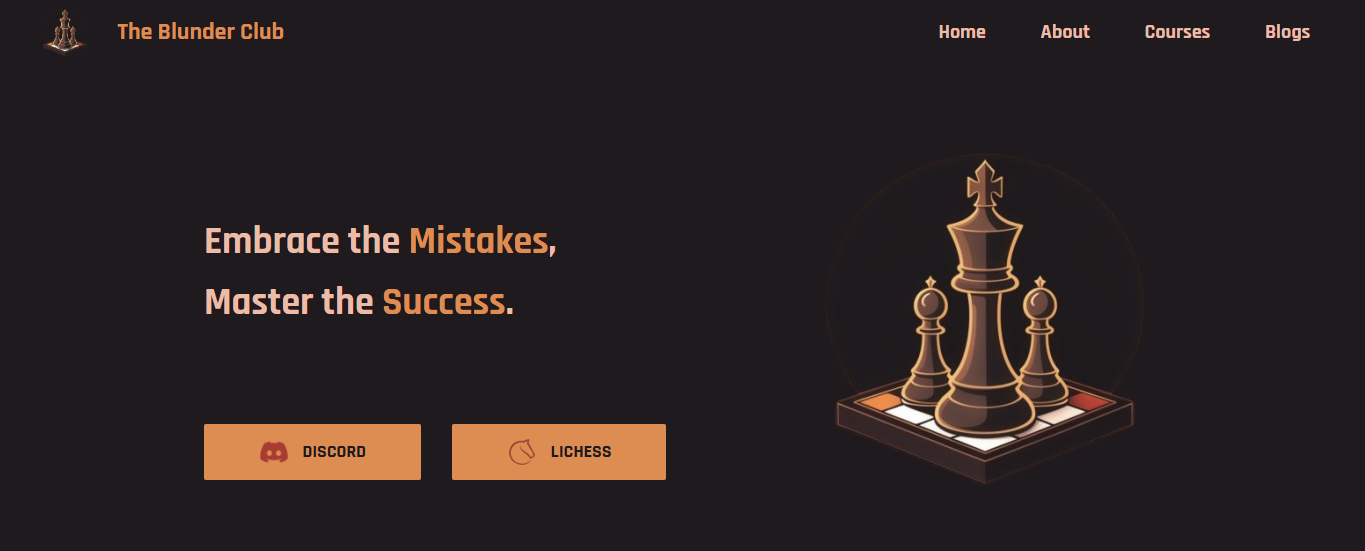 The Blunder Club
Home About Courses Blogs
Embrace the Mistakes,
Master the Success.
DISCORD LICHESS